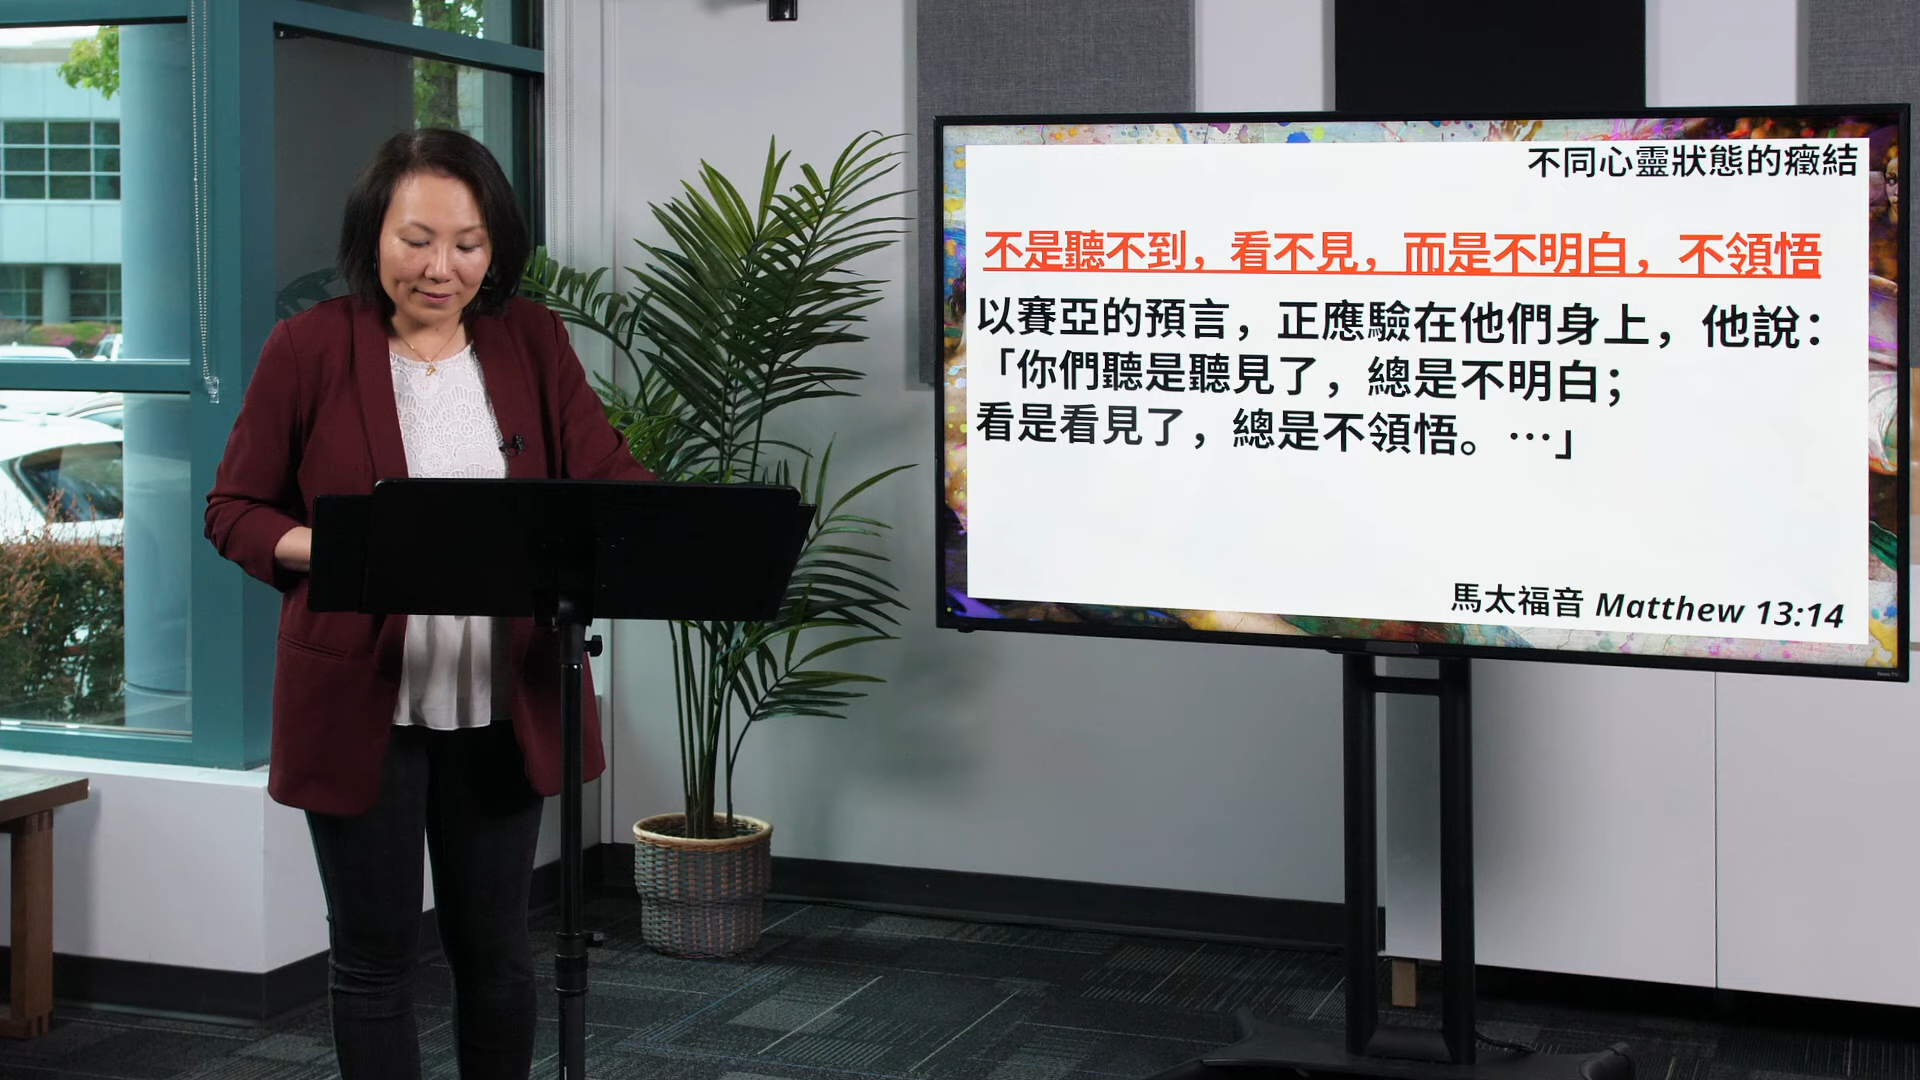 不同心靈狀態的癥結
不是聽不到，看不見，而是不明白，不領悟
以賽亞的預言，正應驗在他們身上，他說：
「你們聽是聽見了，總是不明白；
看是看見了，總是不領悟。…」
馬太福音 Matthew 13:14